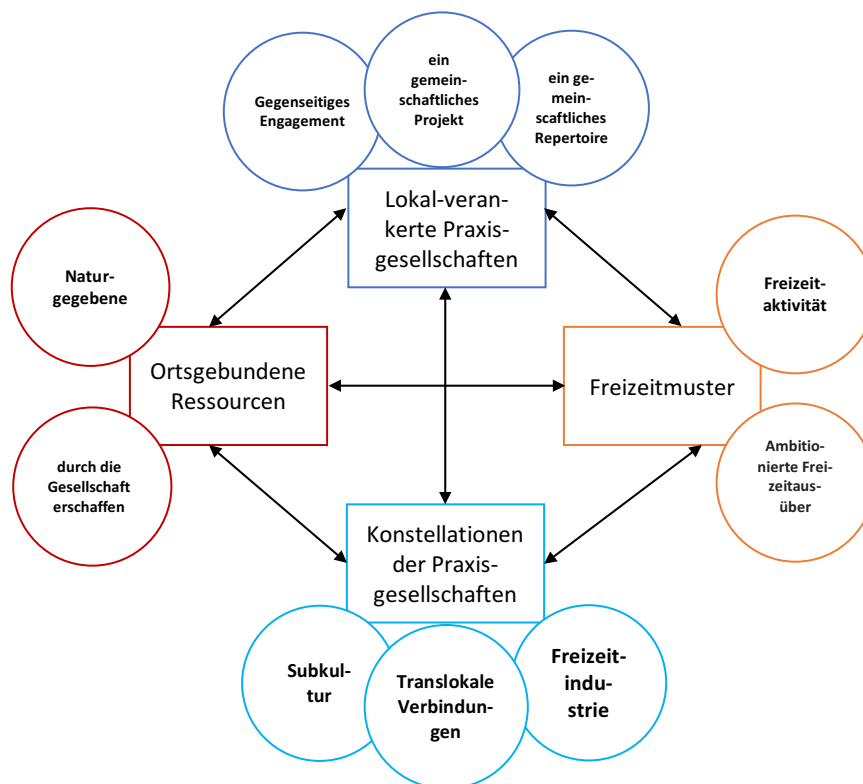 Gegenseitiges
Engagement
ein
gemein-
schaftliches
Projekt
ein ge-
mein-
scaftliches
Repertoire
Lokal-veran-
kerte Praxis-
gesellschaften
Natur-
gegebene
Freizeit-
aktivität
Ortsgebundene
Ressourcen
Freizeitmuster
durch die
Gesellschaft
erschaffen
Ambitio-
nierte Frei-
zeitaus-
über
Konstellationen
der Praxis-
gesellschaften
Subkul-
tur
Translokale
Verbindun-
gen
Freizeit-
indu-
strie